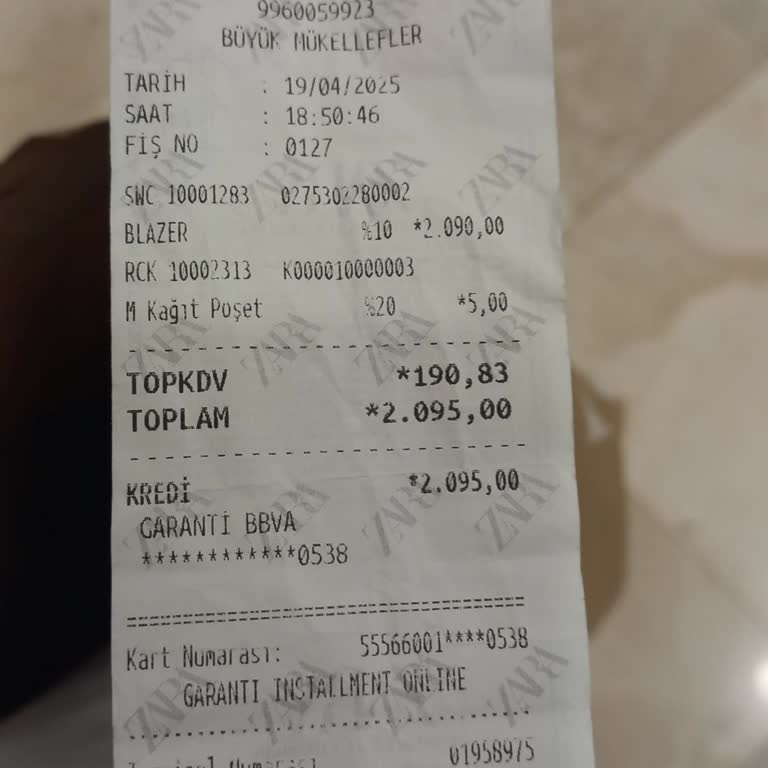 9960059923
BÜYÜK MÜKELLEFLER
TARİH : 19/04/2025
SAAT : 18:50:46
FİŞ NO : 0127
SWC 10001283 0275302280002
BLAZER %10 *2.090,00
RCK 10002313 K000010000003
M Kağıt Poşet %20 *5,00
TOPKDV *190,83
TOPLAM *2.095,00
KREDİ *2.095,00
GARANTİ BBVA
************0538
Kart Numarası: 55566001****0538
GARANTI INSTALLMENT ONLINE
01958975